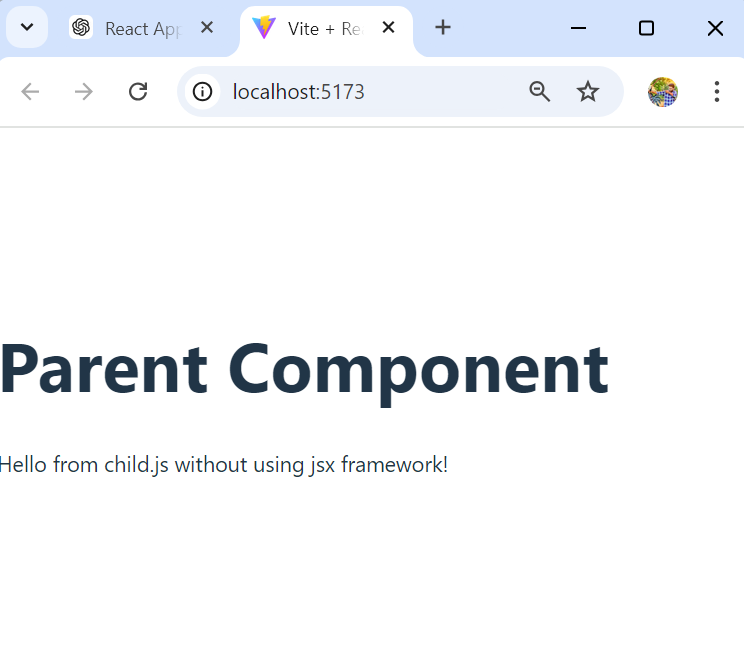 React App
Vite + Re
localhost:5173
Parent Component
Hello from child.js without using jsx framework!